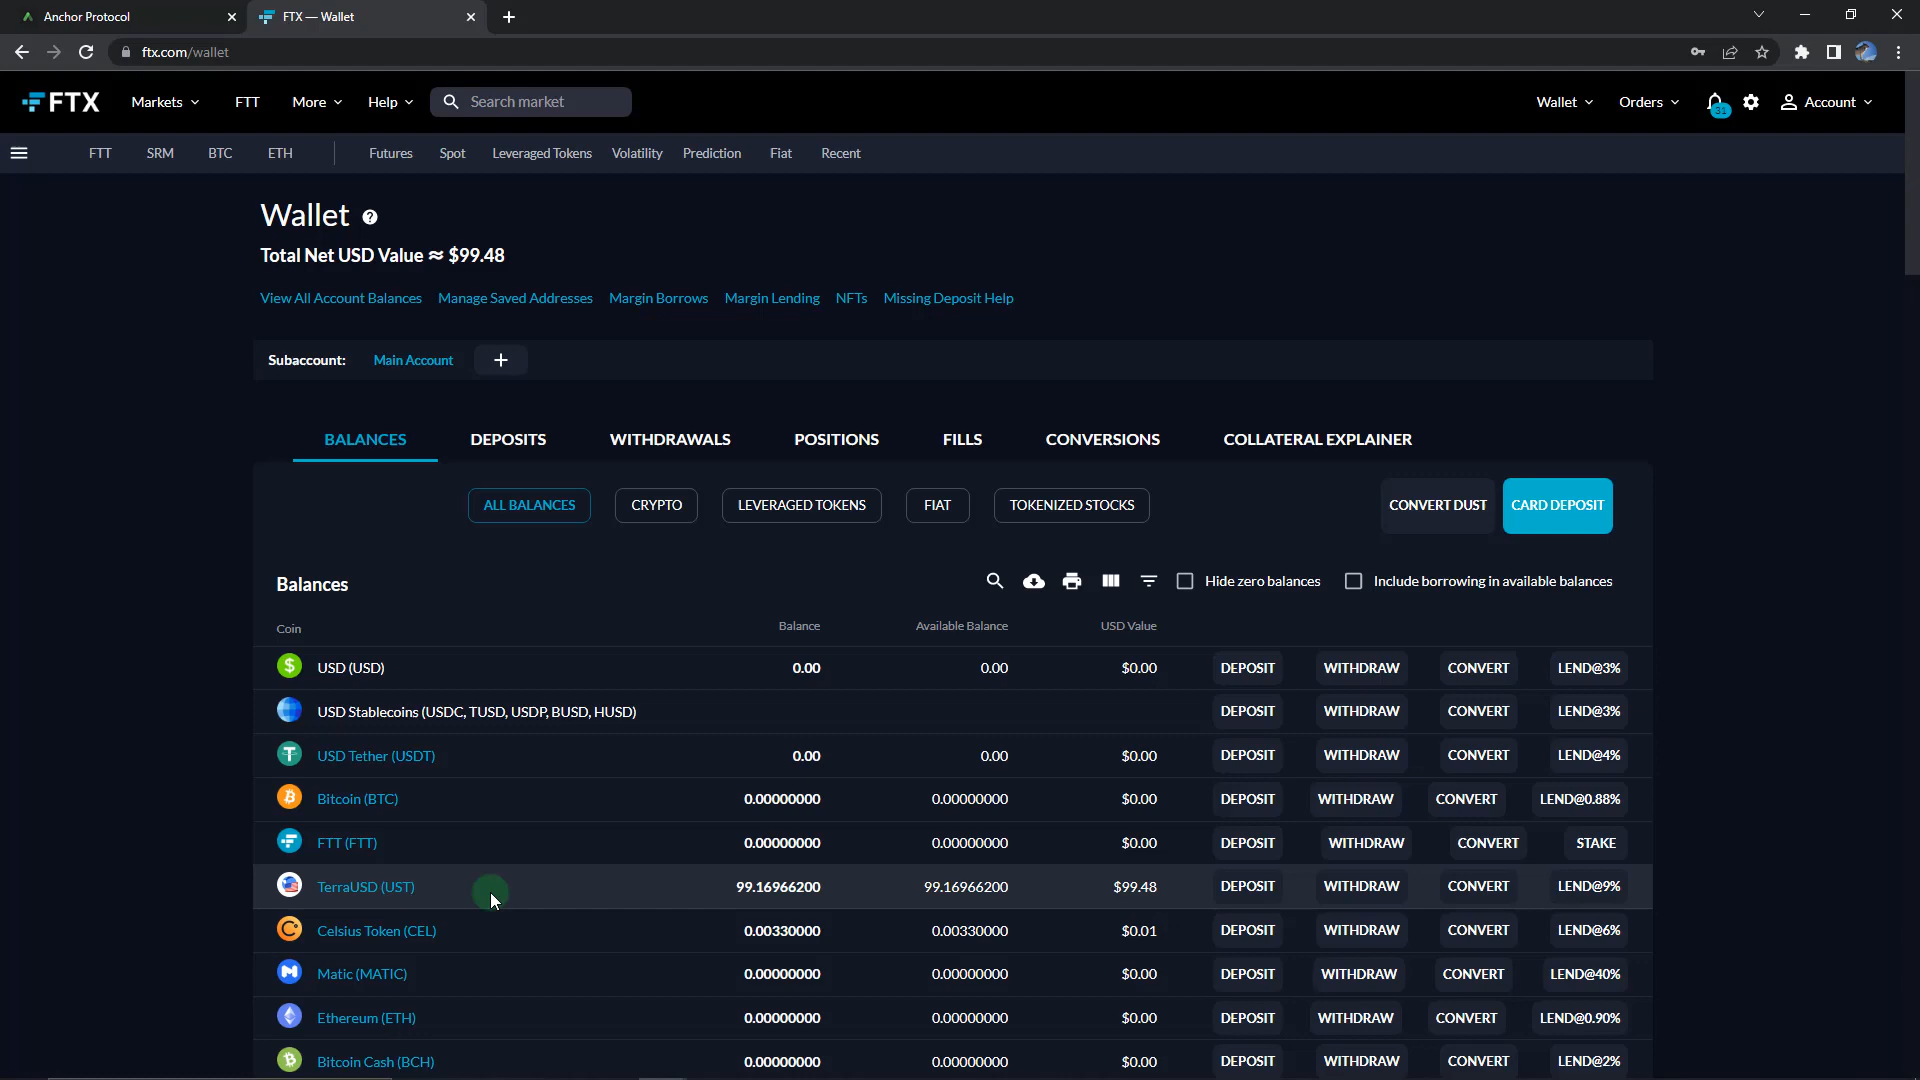 Anchor Protocol
FTX — Wallet
ftx.com/wallet
FTX
Markets
FTT
More
Help
Search market
Wallet
Orders
31
Account
FTT
SRM
BTC
ETH
Futures
Spot
Leveraged Tokens
Volatility
Prediction
Fiat
Recent
Wallet
Total Net USD Value ≈ $99.48
View All Account Balances
Manage Saved Addresses
Margin Borrows
Margin Lending
NFTs
Missing Deposit Help
Subaccount:
Main Account
BALANCES
DEPOSITS
WITHDRAWALS
POSITIONS
FILLS
CONVERSIONS
COLLATERAL EXPLAINER
ALL BALANCES
CRYPTO
LEVERAGED TOKENS
FIAT
TOKENIZED STOCKS
CONVERT DUST
CARD DEPOSIT
Balances
Hide zero balances
Include borrowing in available balances
Coin Balance Available Balance USD Value
USD (USD) 0.00 0.00 $0.00 DEPOSIT WITHDRAW CONVERT LEND@3%
USD Stablecoins (USDC, TUSD, USDP, BUSD, HUSD) DEPOSIT WITHDRAW CONVERT LEND@3%
USD Tether (USDT) 0.00 0.00 $0.00 DEPOSIT WITHDRAW CONVERT LEND@4%
Bitcoin (BTC) 0.00000000 0.00000000 $0.00 DEPOSIT WITHDRAW CONVERT LEND@0.88%
FTT (FTT) 0.00000000 0.00000000 $0.00 DEPOSIT WITHDRAW CONVERT STAKE
TerraUSD (UST) 99.16966200 99.16966200 $99.48 DEPOSIT WITHDRAW CONVERT LEND@9%
Celsius Token (CEL) 0.00330000 0.00330000 $0.01 DEPOSIT WITHDRAW CONVERT LEND@6%
Matic (MATIC) 0.00000000 0.00000000 $0.00 DEPOSIT WITHDRAW CONVERT LEND@40%
Ethereum (ETH) 0.00000000 0.00000000 $0.00 DEPOSIT WITHDRAW CONVERT LEND@0.90%
Bitcoin Cash (BCH) 0.00000000 0.00000000 $0.00 DEPOSIT WITHDRAW CONVERT LEND@2%